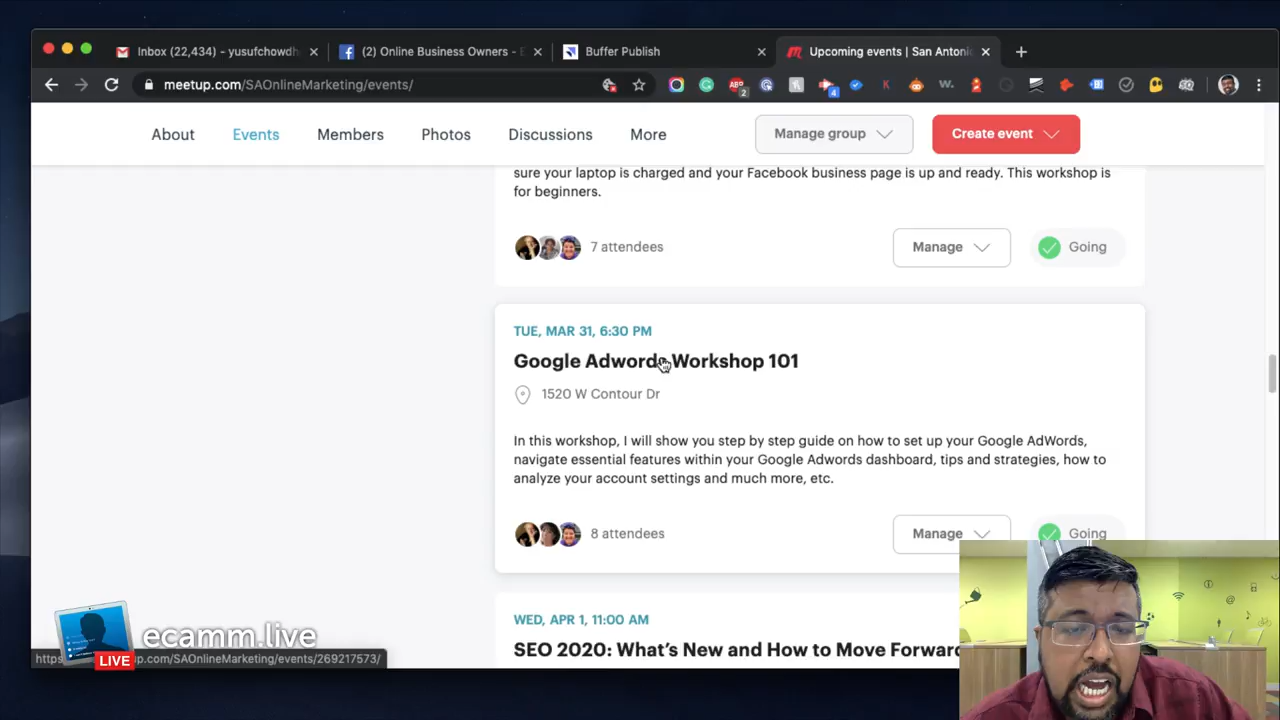 Inbox (22,434) - yusufchowdh
(2) Online Business Owners - E
Buffer Publish
Upcoming events | San Antoni
meetup.com/SAOnlineMarketing/events/
2
4
About
Events
Members
Photos
Discussions
More
Manage group
Create event
sure your laptop is charged and your Facebook business page is up and ready. This workshop is
for beginners.
7 attendees
Manage
Going
TUE, MAR 31, 6:30 PM
Google Adwords Workshop 101
1520 W Contour Dr
In this workshop, I will show you step by step guide on how to set up your Google AdWords,
navigate essential features within your Google Adwords dashboard, tips and strategies, how to
analyze your account settings and much more, etc.
8 attendees
Manage
Going
WED, APR 1, 11:00 AM
SEO 2020: What's New and How to Move Forward
ecamm.live
LIVE
https
up.com/SAOnlineMarketing/events/269217573/